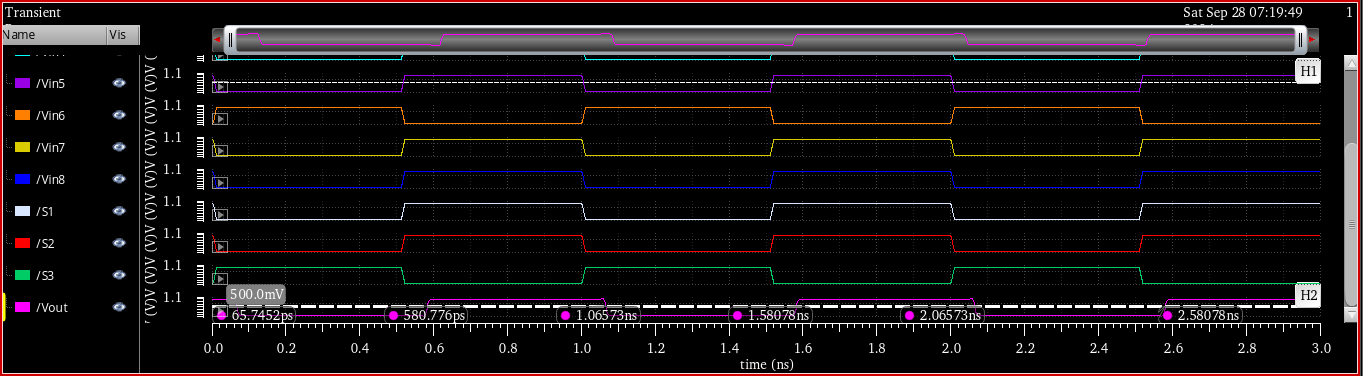 Transient
Sat Sep 28 07:19:49
1
Name Vis
H1
/Vin5 1.1
/Vin6 1.1
/Vin7 1.1
/Vin8 1.1
/S1 1.1
/S2 1.1
/S3 1.1
500.0mV
/Vout 1.1
H2
65.7452ps 580.776ps 1.06573ns 1.58078ns 2.06573ns 2.58078ns
0.0 0.2 0.4 0.6 0.8 1.0 1.2 1.4 1.6 1.8 2.0 2.2 2.4 2.6 2.8 3.0
time (ns)